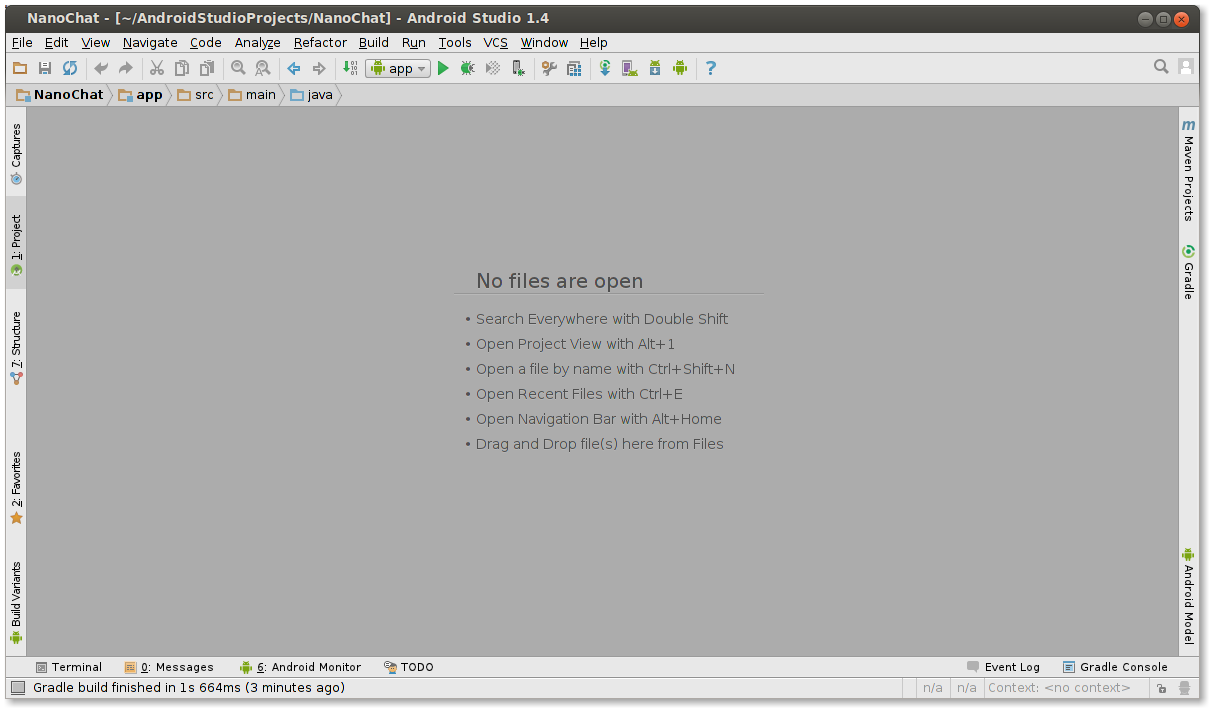 NanoChat - [~/AndroidStudioProjects/NanoChat] - Android Studio 1.4
File Edit View Navigate Code Analyze Refactor Build Run Tools VCS Window Help
app
NanoChat app src main java
Captures
1: Project
7: Structure
2: Favorites
Build Variants
No files are open
• Search Everywhere with Double Shift
• Open Project View with Alt+1
• Open a file by name with Ctrl+Shift+N
• Open Recent Files with Ctrl+E
• Open Navigation Bar with Alt+Home
• Drag and Drop file(s) here from Files
m Maven Projects
Gradle
Android Model
Terminal 0: Messages 6: Android Monitor TODO Event Log Gradle Console
Gradle build finished in 1s 664ms (3 minutes ago) n/a n/a Context: <no context>